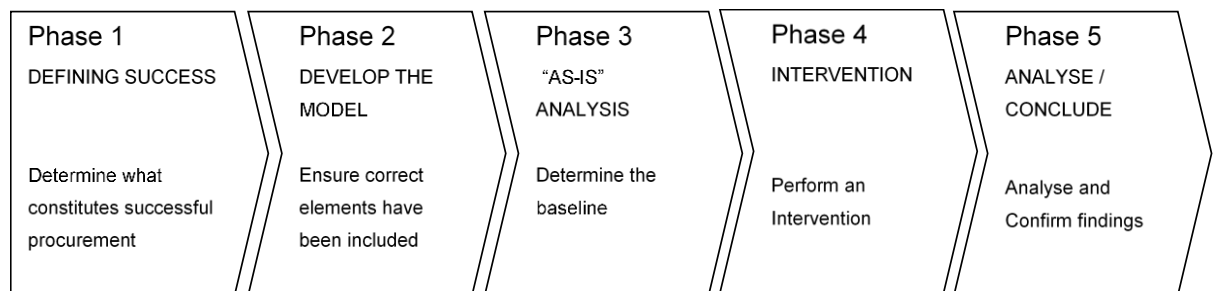 Phase 1
DEFINING SUCCESS
Determine what
constitutes successful
procurement
Phase 2
DEVELOP THE
MODEL
Ensure correct
elements have
been included
Phase 3
“AS-IS”
ANALYSIS
Determine the
baseline
Phase 4
INTERVENTION
Perform an
Intervention
Phase 5
ANALYSE /
CONCLUDE
Analyse and
Confirm findings